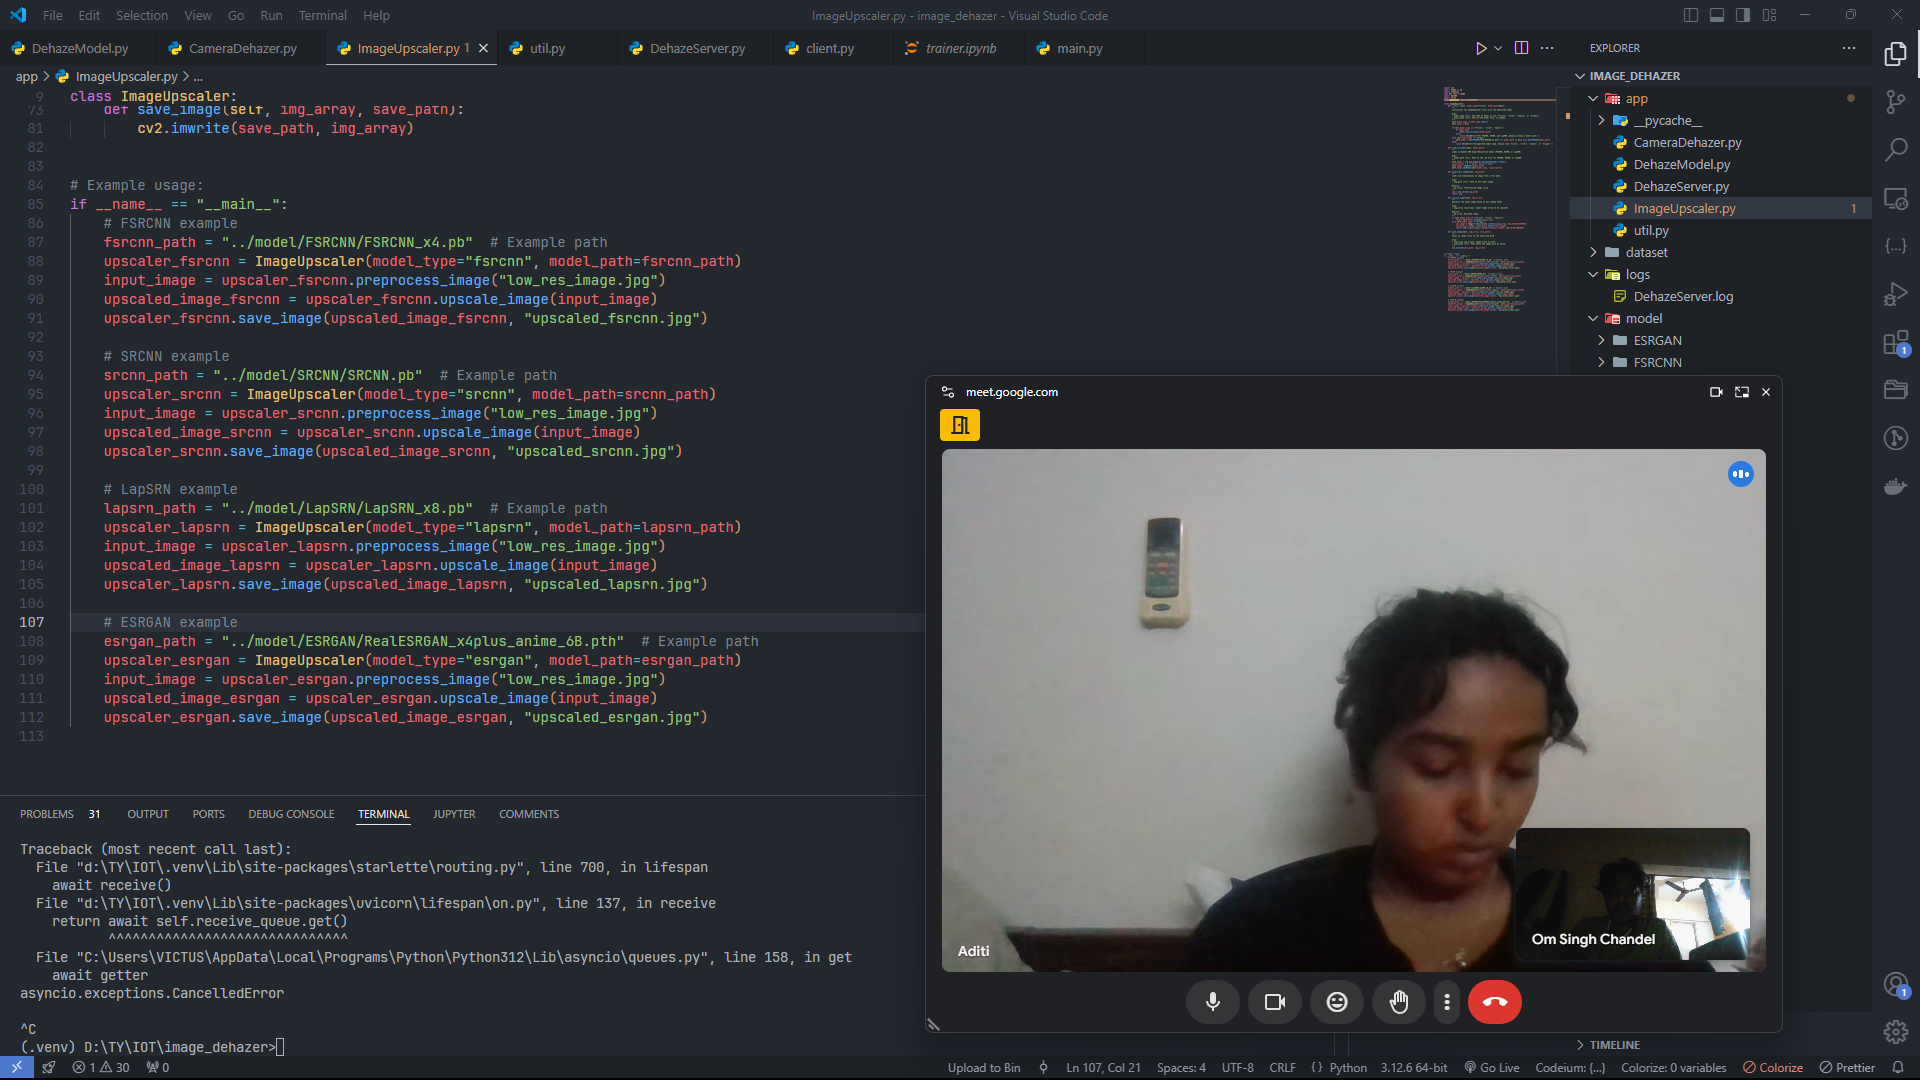 File Edit Selection View Go Run Terminal Help
ImageUpscaler.py - image_dehazer - Visual Studio Code
DehazeModel.py CameraDehazer.py ImageUpscaler.py 1 util.py DehazeServer.py client.py trainer.ipynb main.py
app > ImageUpscaler.py > ...
9 class ImageUpscaler:
73 def save_image(self, img_array, save_path):
81 cv2.imwrite(save_path, img_array)
82
83
84 # Example usage:
85 if __name__ == "__main__":
86 # FSRCNN example
87 fsrcnn_path = "../model/FSRCNN/FSRCNN_x4.pb" # Example path
88 upscaler_fsrcnn = ImageUpscaler(model_type="fsrcnn", model_path=fsrcnn_path)
89 input_image = upscaler_fsrcnn.preprocess_image("low_res_image.jpg")
90 upscaled_image_fsrcnn = upscaler_fsrcnn.upscale_image(input_image)
91 upscaler_fsrcnn.save_image(upscaled_image_fsrcnn, "upscaled_fsrcnn.jpg")
92
93 # SRCNN example
94 srcnn_path = "../model/SRCNN/SRCNN.pb" # Example path
95 upscaler_srcnn = ImageUpscaler(model_type="srcnn", model_path=srcnn_path)
96 input_image = upscaler_srcnn.preprocess_image("low_res_image.jpg")
97 upscaled_image_srcnn = upscaler_srcnn.upscale_image(input_image)
98 upscaler_srcnn.save_image(upscaled_image_srcnn, "upscaled_srcnn.jpg")
99
100 # LapSRN example
101 lapsrn_path = "../model/LapSRN/LapSRN_x8.pb" # Example path
102 upscaler_lapsrn = ImageUpscaler(model_type="lapsrn", model_path=lapsrn_path)
103 input_image = upscaler_lapsrn.preprocess_image("low_res_image.jpg")
104 upscaled_image_lapsrn = upscaler_lapsrn.upscale_image(input_image)
105 upscaler_lapsrn.save_image(upscaled_image_lapsrn, "upscaled_lapsrn.jpg")
106
107 # ESRGAN example
108 esrgan_path = "../model/ESRGAN/RealESRGAN_x4plus_anime_6B.pth" # Example path
109 upscaler_esrgan = ImageUpscaler(model_type="esrgan", model_path=esrgan_path)
110 input_image = upscaler_esrgan.preprocess_image("low_res_image.jpg")
111 upscaled_image_esrgan = upscaler_esrgan.upscale_image(input_image)
112 upscaler_esrgan.save_image(upscaled_image_esrgan, "upscaled_esrgan.jpg")
113
EXPLORER
IMAGE_DEHAZER
app
__pycache__
CameraDehazer.py
DehazeModel.py
DehazeServer.py
ImageUpscaler.py 1
util.py
dataset
logs
DehazeServer.log
model
ESRGAN
FSRCNN
TIMELINE
meet.google.com
Aditi
Om Singh Chandel
PROBLEMS 31 OUTPUT PORTS DEBUG CONSOLE TERMINAL JUPYTER COMMENTS
Traceback (most recent call last):
File "d:\TY\IOT\.venv\Lib\site-packages\starlette\routing.py", line 700, in lifespan
await receive()
File "d:\TY\IOT\.venv\Lib\site-packages\uvicorn\lifespan\on.py", line 137, in receive
return await self.receive_queue.get()
^^^^^^^^^^^^^^^^^^^^^^^^^^^^^^
File "C:\Users\VICTUS\AppData\Local\Programs\Python\Python312\Lib\asyncio\queues.py", line 158, in get
await getter
asyncio.exceptions.CancelledError
^C
(.venv) D:\TY\IOT\image_dehazer>
1 30 0 Upload to Bin Ln 107, Col 21 Spaces: 4 UTF-8 CRLF { } Python 3.12.6 64-bit Go Live Codeium: {...} Colorize: 0 variables Colorize Prettier
1
1